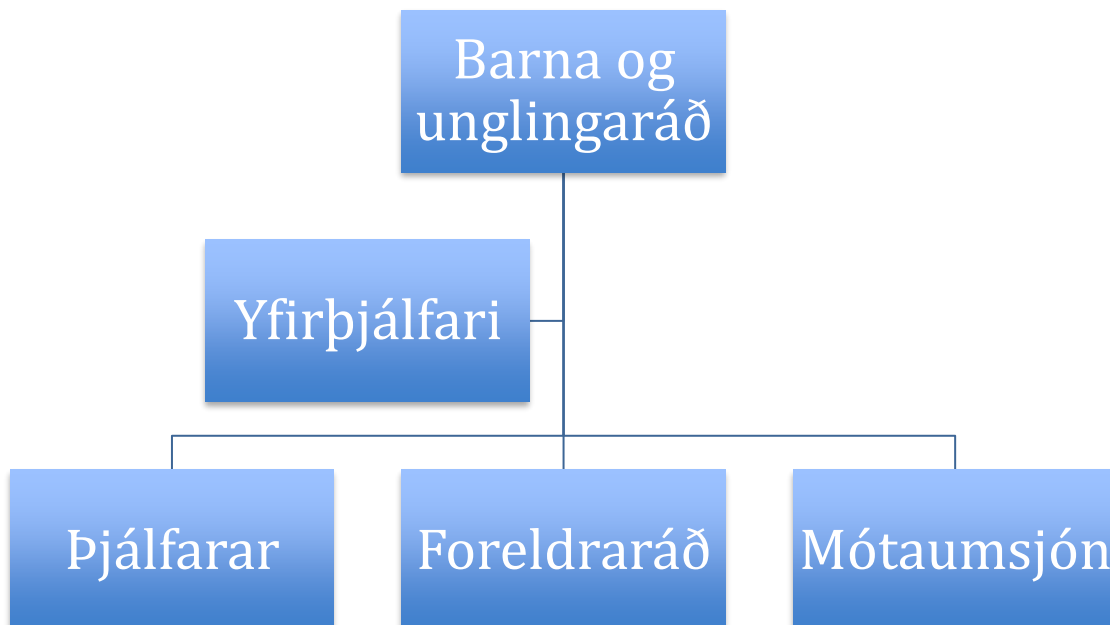 Barna og
unglingaráð
Yfirþjálfari
Þjálfarar
Foreldraráð
Mótaumsjón